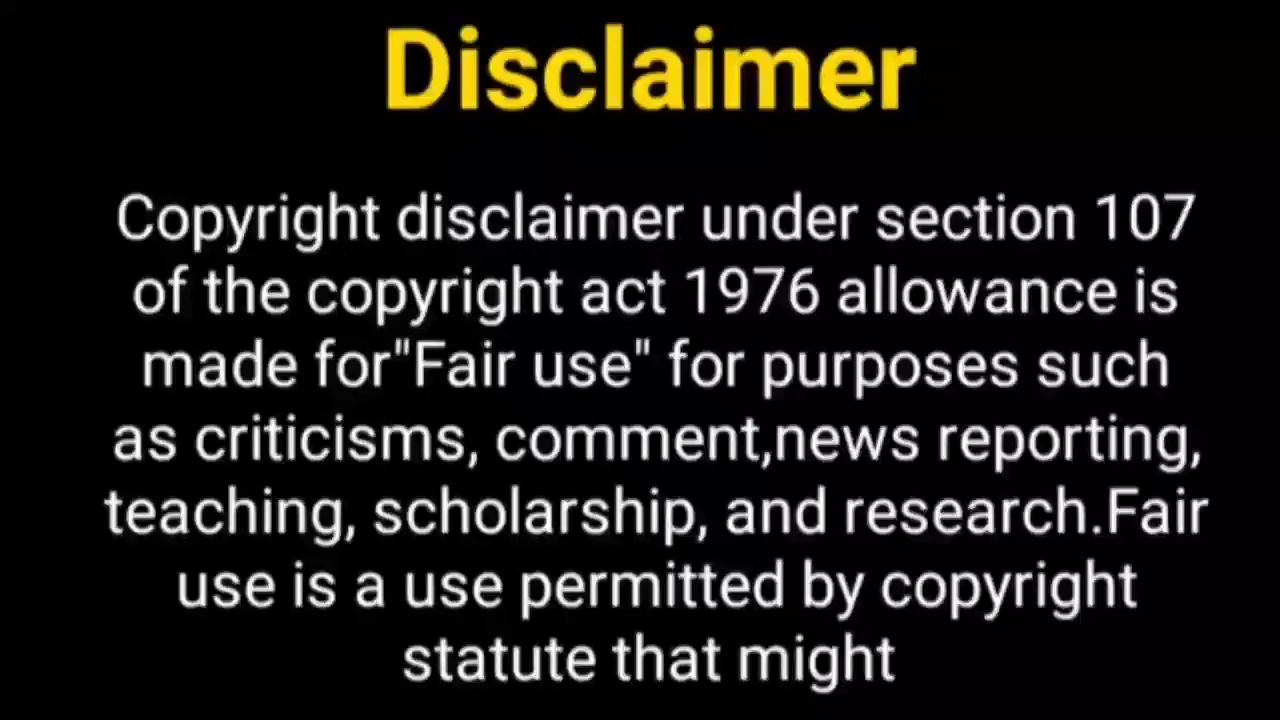 Disclaimer
Copyright disclaimer under section 107
of the copyright act 1976 allowance is
made for"Fair use" for purposes such
as criticisms, comment,news reporting,
teaching, scholarship, and research.Fair
use is a use permitted by copyright
statute that might